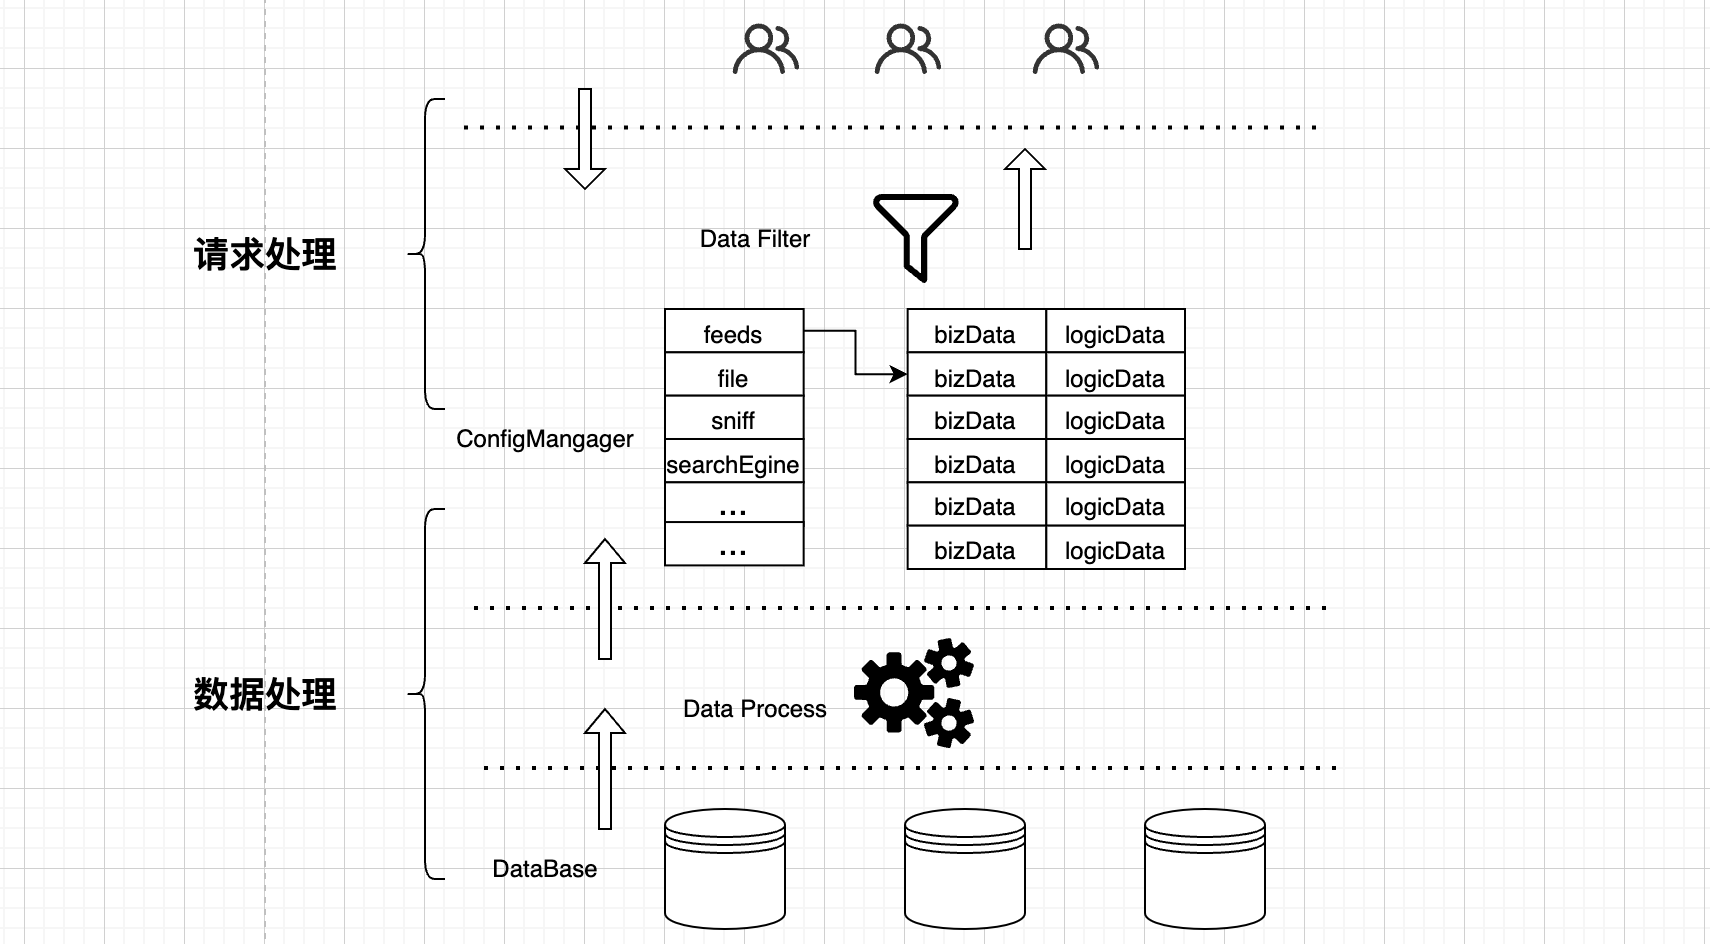 请求处理
Data Filter
feeds
bizData logicData
file
bizData logicData
sniff
bizData logicData
ConfigMangager
searchEgine
bizData logicData
...
bizData logicData
...
bizData logicData
数据处理
Data Process
DataBase